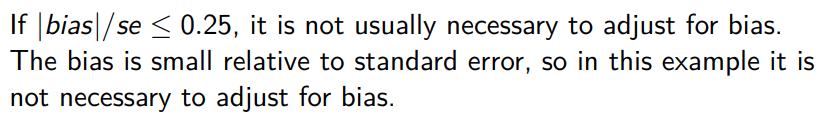 If |bias|/se ≤ 0.25, it is not usually necessary to adjust for bias.
The bias is small relative to standard error, so in this example it is
not necessary to adjust for bias.